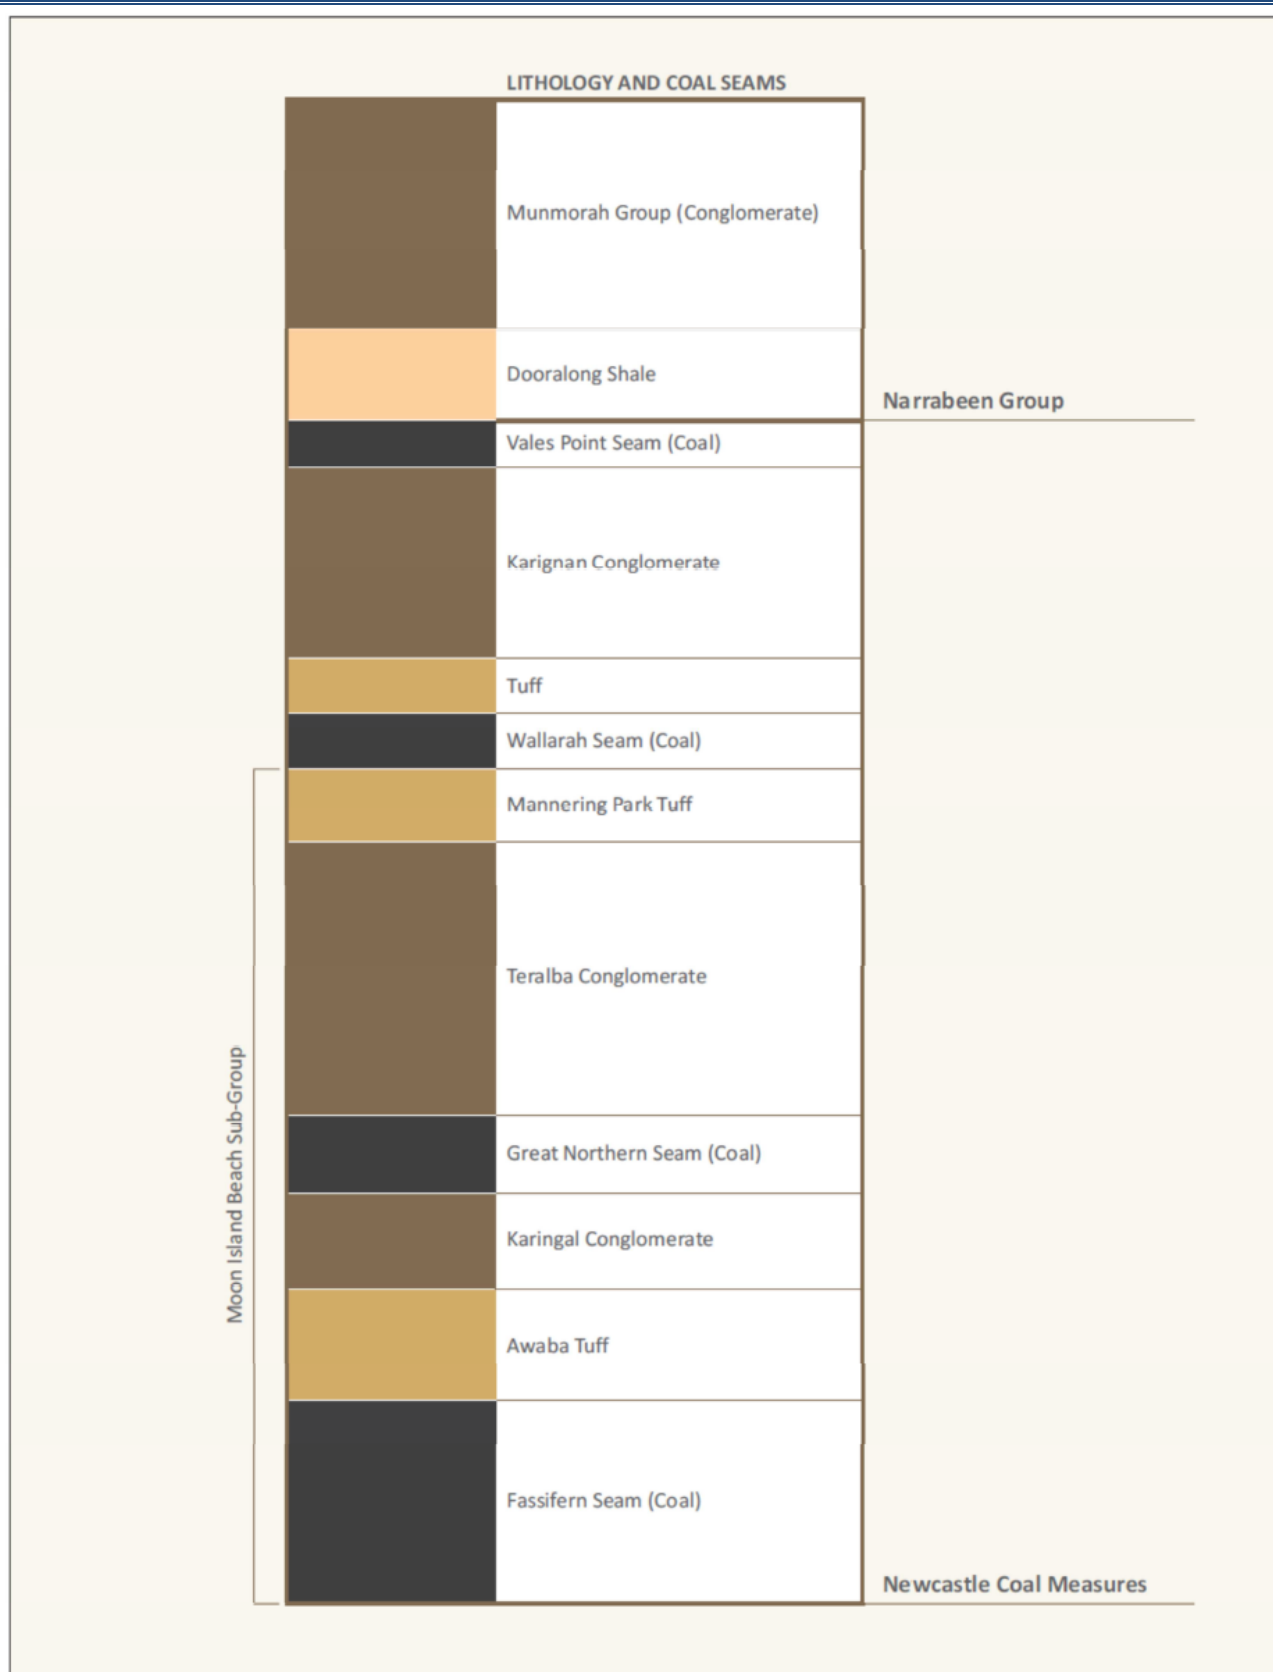 LITHOLOGY AND COAL SEAMS
Munmorah Group (Conglomerate)
Dooralong Shale
Narrabeen Group
Vales Point Seam (Coal)
Karignan Conglomerate
Tuff
Wallarah Seam (Coal)
Mannering Park Tuff
Teralba Conglomerate
Moon Island Beach Sub-Group
Great Northern Seam (Coal)
Karingal Conglomerate
Awaba Tuff
Fassifern Seam (Coal)
Newcastle Coal Measures